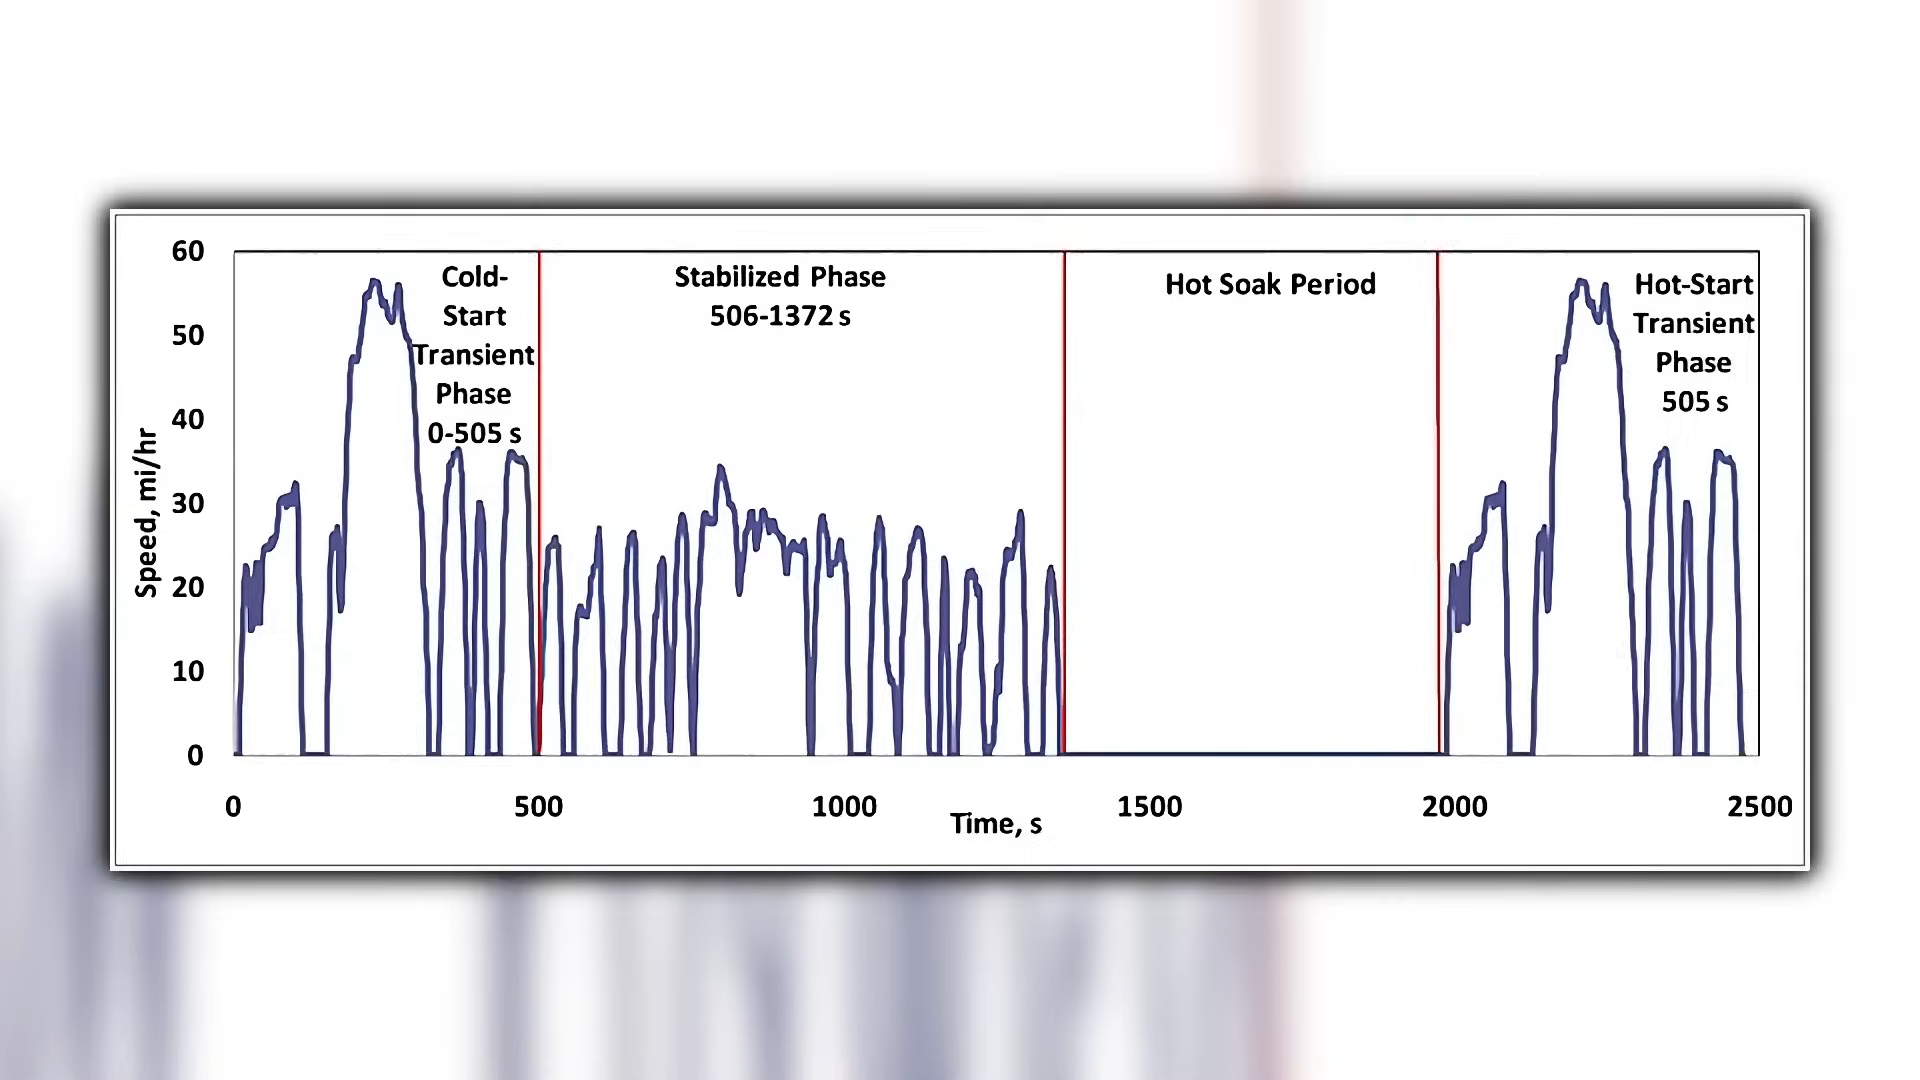 60
50
40
30
20
10
0
Speed, mi/hr
Cold-
Start
Transient
Phase
0-505 s
Stabilized Phase
506-1372 s
Hot Soak Period
Hot-Start
Transient
Phase
505 s
0
500
1000
1500
2000
2500
Time, s